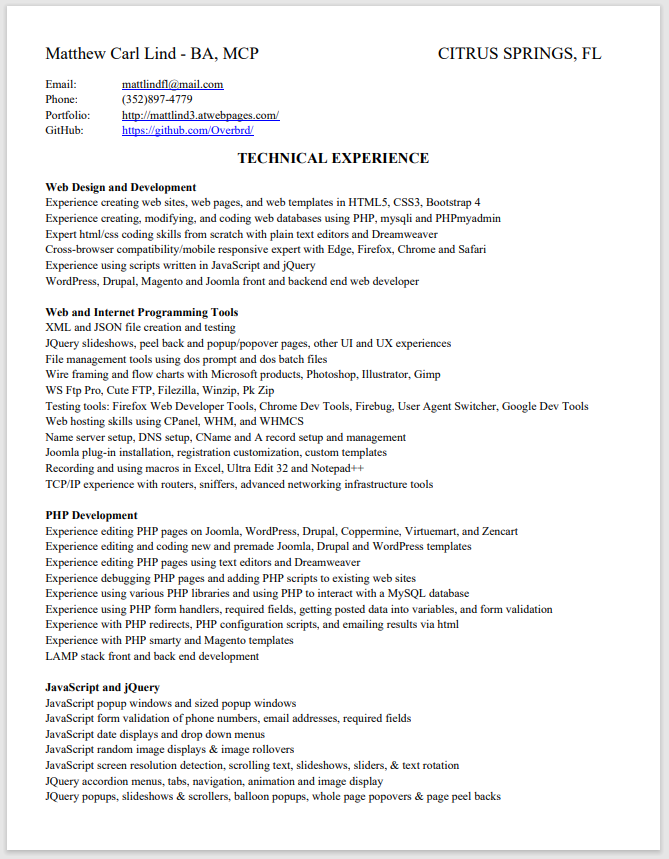 Matthew Carl Lind - BA, MCP CITRUS SPRINGS, FL
Email: mattlindfl@mail.com
Phone: (352)897-4779
Portfolio: http://mattlind3.atwebpages.com/
GitHub: https://github.com/Overbrd/
TECHNICAL EXPERIENCE
Web Design and Development
Experience creating web sites, web pages, and web templates in HTML5, CSS3, Bootstrap 4
Experience creating, modifying, and coding web databases using PHP, mysqli and PHPmyadmin
Expert html/css coding skills from scratch with plain text editors and Dreamweaver
Cross-browser compatibility/mobile responsive expert with Edge, Firefox, Chrome and Safari
Experience using scripts written in JavaScript and jQuery
WordPress, Drupal, Magento and Joomla front and backend end web developer
Web and Internet Programming Tools
XML and JSON file creation and testing
JQuery slideshows, peel back and popup/popover pages, other UI and UX experiences
File management tools using dos prompt and dos batch files
Wire framing and flow charts with Microsoft products, Photoshop, Illustrator, Gimp
WS Ftp Pro, Cute FTP, Filezilla, Winzip, Pk Zip
Testing tools: Firefox Web Developer Tools, Chrome Dev Tools, Firebug, User Agent Switcher, Google Dev Tools
Web hosting skills using CPanel, WHM, and WHMCS
Name server setup, DNS setup, CName and A record setup and management
Joomla plug-in installation, registration customization, custom templates
Recording and using macros in Excel, Ultra Edit 32 and Notepad++
TCP/IP experience with routers, sniffers, advanced networking infrastructure tools
PHP Development
Experience editing PHP pages on Joomla, WordPress, Drupal, Coppermine, Virtuemart, and Zencart
Experience editing and coding new and premade Joomla, Drupal and WordPress templates
Experience editing PHP pages using text editors and Dreamweaver
Experience debugging PHP pages and adding PHP scripts to existing web sites
Experience using various PHP libraries and using PHP to interact with a MySQL database
Experience using PHP form handlers, required fields, getting posted data into variables, and form validation
Experience with PHP redirects, PHP configuration scripts, and emailing results via html
Experience with PHP smarty and Magento templates
LAMP stack front and back end development
JavaScript and jQuery
JavaScript popup windows and sized popup windows
JavaScript form validation of phone numbers, email addresses, required fields
JavaScript date displays and drop down menus
JavaScript random image displays & image rollovers
JavaScript screen resolution detection, scrolling text, slideshows, sliders, & text rotation
JQuery accordion menus, tabs, navigation, animation and image display
JQuery popups, slideshows & scrollers, balloon popups, whole page popovers & page peel backs